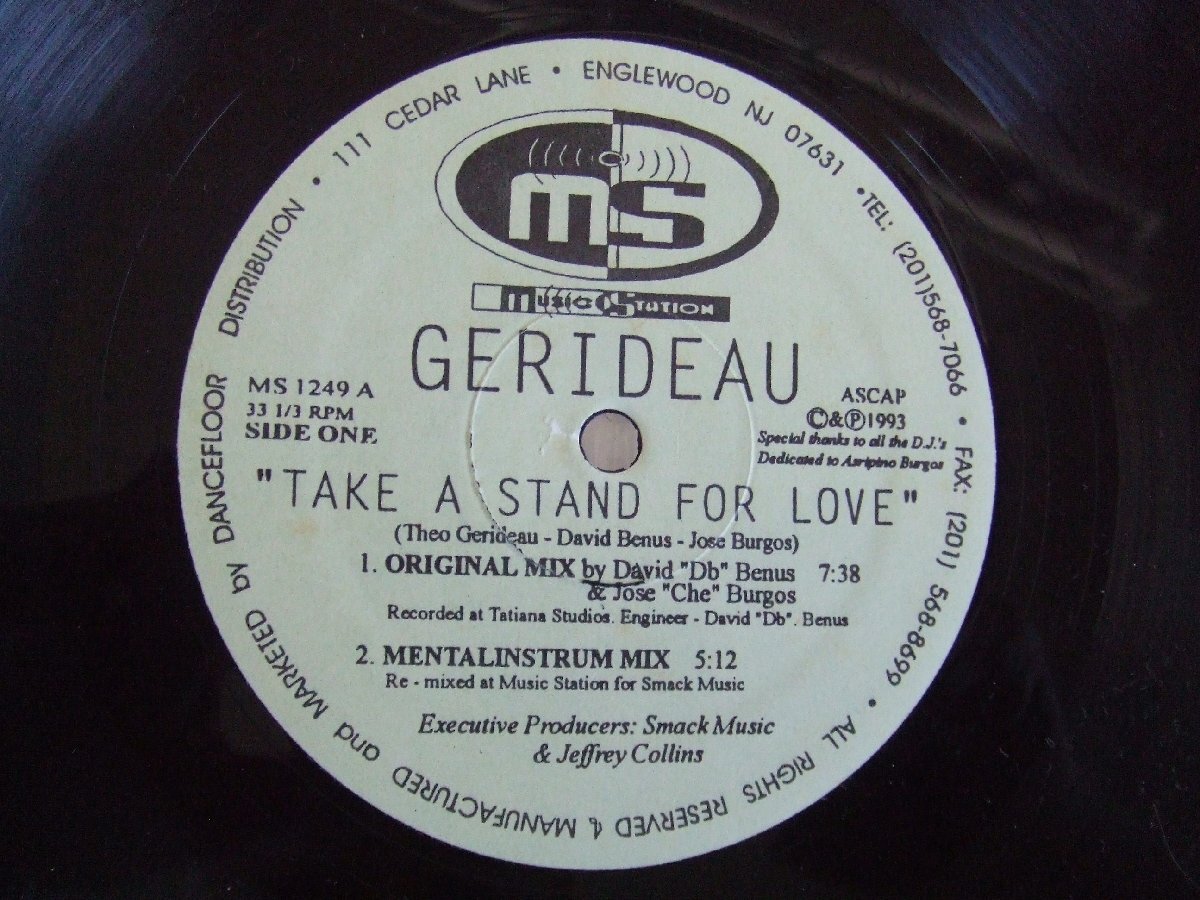 111 CEDAR LANE • ENGLEWOOD NJ 07631 • TEL: (201)568-7066 • FAX: (201) 568-8699 • ALL RIGHTS RESERVED & MANUFACTURED and MARKETED by DANCEFLOOR DISTRIBUTION •
MS
MUSIC STATION
GERIDEAU
MS 1249 A
33 1/3 RPM
SIDE ONE
ASCAP
©&℗1993
Special thanks to all the D.J.'s
Dedicated to Asripino Burgos
"TAKE A STAND FOR LOVE"
(Theo Gerideau - David Benus - Jose Burgos)
1. ORIGINAL MIX by David "Db" Benus 7:38
& Jose "Che" Burgos
Recorded at Tatiana Studios. Engineer - David "Db". Benus
2. MENTALINSTRUM MIX 5:12
Re - mixed at Music Station for Smack Music
Executive Producers: Smack Music
& Jeffrey Collins